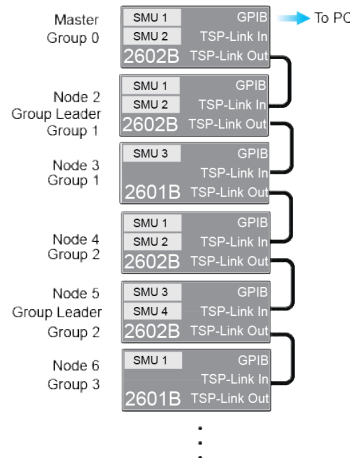 Master
Group 0
SMU 1 GPIB
SMU 2 TSP-Link In
2602B TSP-Link Out
To PC
Node 2
Group Leader
Group 1
SMU 1 GPIB
SMU 2 TSP-Link In
2602B TSP-Link Out
Node 3
Group 1
SMU 3 GPIB
TSP-Link In
2601B TSP-Link Out
Node 4
Group 2
SMU 1 GPIB
SMU 2 TSP-Link In
2602B TSP-Link Out
Node 5
Group Leader
Group 2
SMU 3 GPIB
SMU 4 TSP-Link In
2602B TSP-Link Out
Node 6
Group 3
SMU 1 GPIB
TSP-Link In
2601B TSP-Link Out